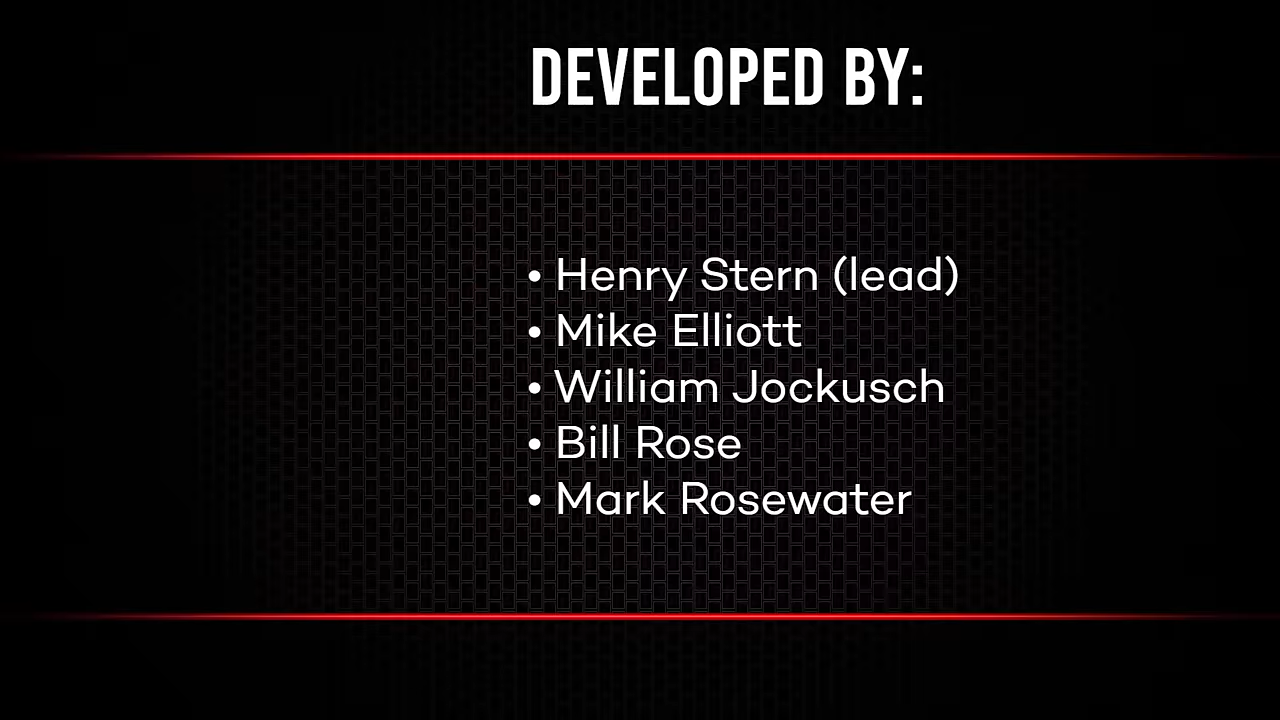 DEVELOPED BY:
• Henry Stern (lead)
• Mike Elliott
• William Jockusch
• Bill Rose
• Mark Rosewater